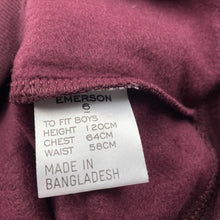 EMERSON
6
TO FIT BOYS
HEIGHT 120CM
CHEST 64CM
WAIST 58CM
MADE IN
BANGLADESH